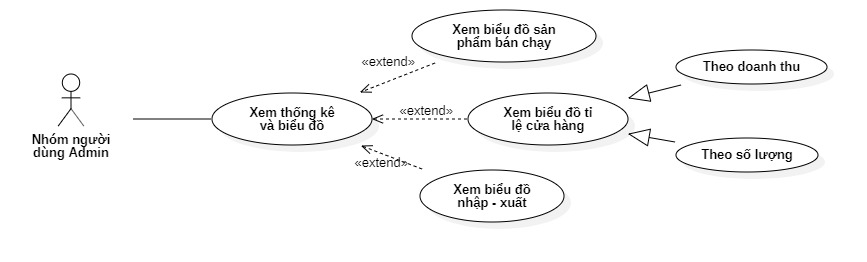 Xem biểu đồ sản
phẩm bán chạy
«extend»
Theo doanh thu
Xem thống kê
và biểu đồ
«extend»
Xem biểu đồ tỉ
lệ cửa hàng
Nhóm người
dùng Admin
Theo số lượng
«extend»
Xem biểu đồ
nhập - xuất